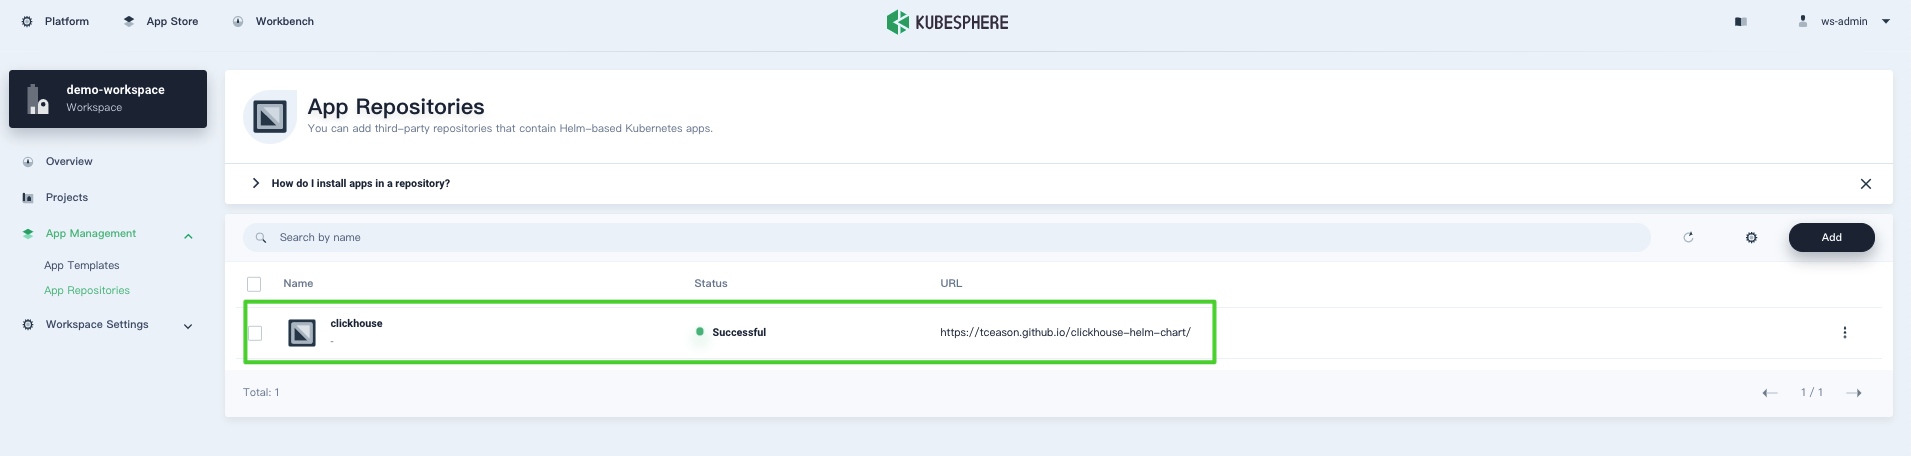 Platform
App Store
Workbench
KUBESPHERE
ws-admin
demo-workspace
Workspace
Overview
Projects
App Management
App Templates
App Repositories
Workspace Settings
App Repositories
You can add third-party repositories that contain Helm-based Kubernetes apps.
How do I install apps in a repository?
Search by name
Add
Name Status URL
clickhouse
-
Successful
https://tceason.github.io/clickhouse-helm-chart/
Total: 1
1 / 1